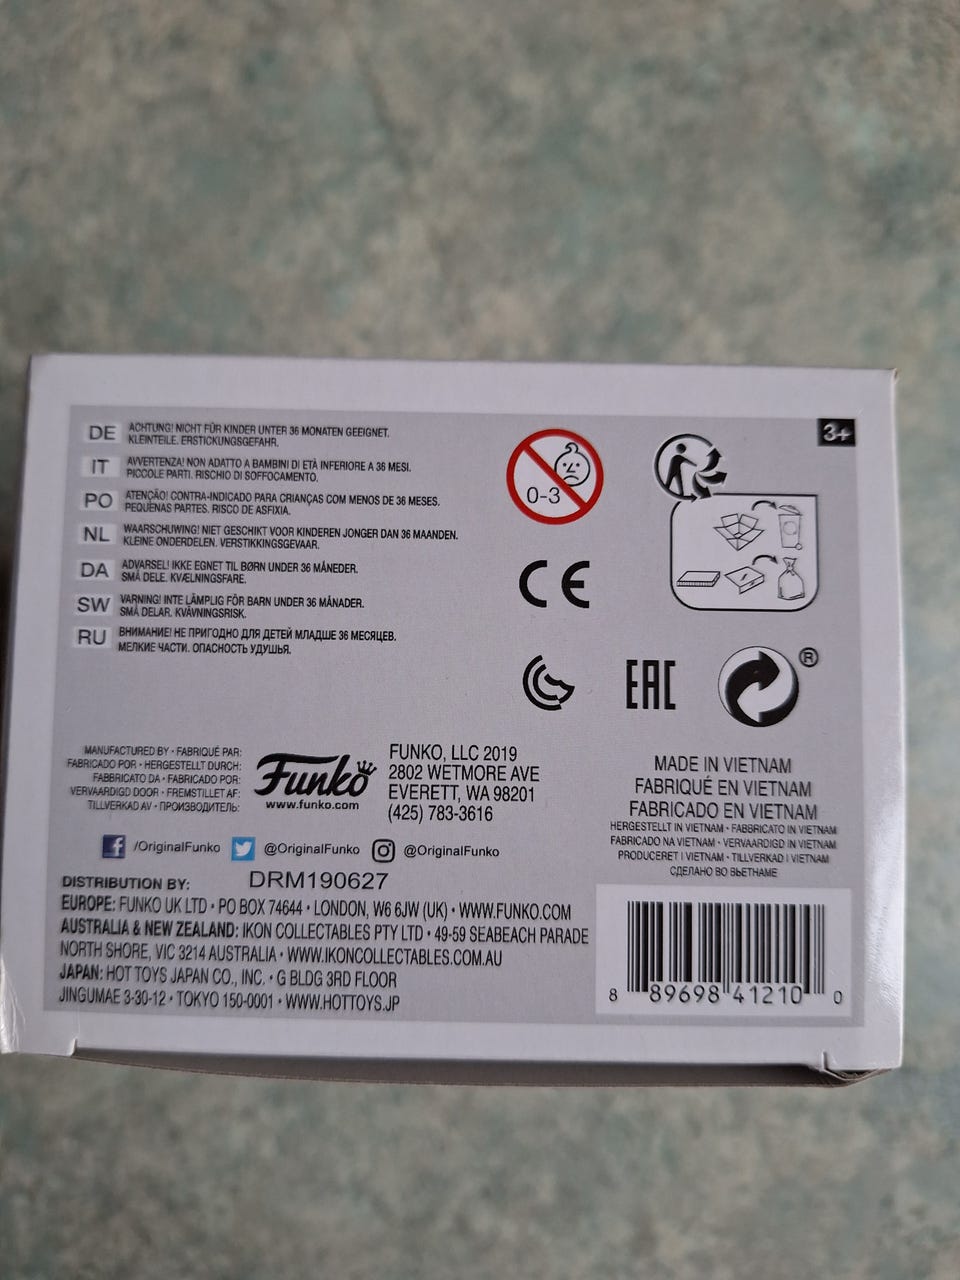 DE ACHTUNG! NICHT FÜR KINDER UNTER 36 MONATEN GEEIGNET.
KLEINTEILE. ERSTICKUNGSGEFAHR.
IT AVVERTENZA! NON ADATTO A BAMBINI DI ETÀ INFERIORE A 36 MESI.
PICCOLE PARTI. RISCHIO DI SOFFOCAMENTO.
PO ATENÇÃO! CONTRA-INDICADO PARA CRIANÇAS COM MENOS DE 36 MESES.
PEQUENAS PARTES. RISCO DE ASFIXIA.
NL WAARSCHUWING! NIET GESCHIKT VOOR KINDEREN JONGER DAN 36 MAANDEN.
KLEINE ONDERDELEN. VERSTIKKINGSGEVAAR.
DA ADVARSEL! IKKE EGNET TIL BØRN UNDER 36 MÅNEDER.
SMÅ DELE. KVÆLNINGSFARE.
SW VARNING! INTE LÄMPLIG FÖR BARN UNDER 36 MÅNADER.
SMÅ DELAR. KVÄVNINGSRISK.
RU ВНИМАНИЕ! НЕ ПРИГОДНО ДЛЯ ДЕТЕЙ МЛАДШЕ 36 МЕСЯЦЕВ.
МЕЛКИЕ ЧАСТИ. ОПАСНОСТЬ УДУШЬЯ.
0-3
3+
CE
EAC
®
MANUFACTURED BY • FABRIQUÉ PAR:
FABRICADO POR • HERGESTELLT DURCH:
FABBRICATO DA • FABRICADO POR:
VERVAARDIGD DOOR • FREMSTILLET AF:
TILLVERKAD AV • ПРОИЗВОДИТЕЛЬ:
Funko
www.funko.com
FUNKO, LLC 2019
2802 WETMORE AVE
EVERETT, WA 98201
(425) 783-3616
/OriginalFunko @OriginalFunko @OriginalFunko
DISTRIBUTION BY: DRM190627
EUROPE: FUNKO UK LTD • PO BOX 74644 • LONDON, W6 6JW (UK) • WWW.FUNKO.COM
AUSTRALIA & NEW ZEALAND: IKON COLLECTABLES PTY LTD • 49-59 SEABEACH PARADE
NORTH SHORE, VIC 3214 AUSTRALIA • WWW.IKONCOLLECTABLES.COM.AU
JAPAN: HOT TOYS JAPAN CO., INC. • G BLDG 3RD FLOOR
JINGUMAE 3-30-12 • TOKYO 150-0001 • WWW.HOTTOYS.JP
MADE IN VIETNAM
FABRIQUÉ EN VIETNAM
FABRICADO EN VIETNAM
HERGESTELLT IN VIETNAM • FABBRICATO IN VIETNAM
FABRICADO NA VIETNAM • VERVAARDIGD IN VIETNAM
PRODUCERET I VIETNAM • TILLVERKAD I VIETNAM
СДЕЛАНО ВО ВЬЕТНАМЕ
8 89698 41210 0